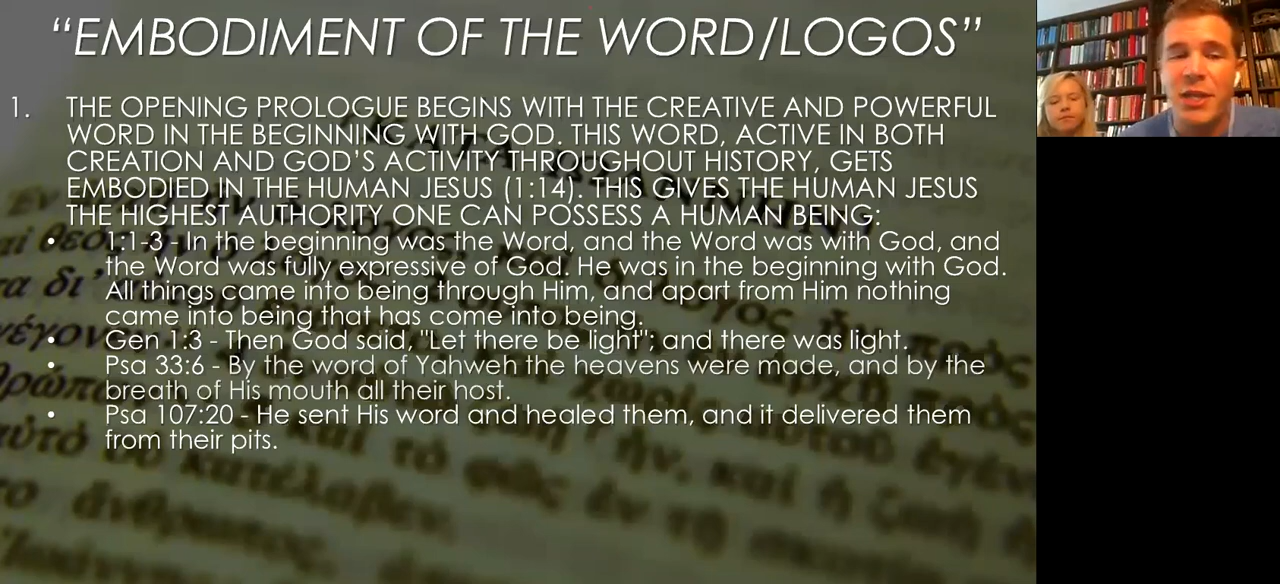 “EMBODIMENT OF THE WORD/LOGOS”
1. THE OPENING PROLOGUE BEGINS WITH THE CREATIVE AND POWERFUL
WORD IN THE BEGINNING WITH GOD. THIS WORD, ACTIVE IN BOTH
CREATION AND GOD’S ACTIVITY THROUGHOUT HISTORY, GETS
EMBODIED IN THE HUMAN JESUS (1:14). THIS GIVES THE HUMAN JESUS
THE HIGHEST AUTHORITY ONE CAN POSSESS A HUMAN BEING:
• 1:1-3 - In the beginning was the Word, and the Word was with God, and
the Word was fully expressive of God. He was in the beginning with God.
All things came into being through Him, and apart from Him nothing
came into being that has come into being.
• Gen 1:3 - Then God said, "Let there be light"; and there was light.
• Psa 33:6 - By the word of Yahweh the heavens were made, and by the
breath of His mouth all their host.
• Psa 107:20 - He sent His word and healed them, and it delivered them
from their pits.